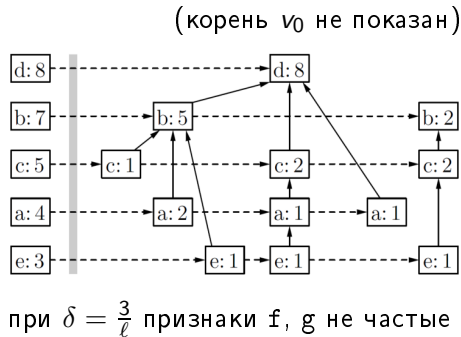 (корень v₀ не показан)
d: 8 d: 8
b: 7 b: 5 b: 2
c: 5 c: 1 c: 2 c: 2
a: 4 a: 2 a: 1 a: 1
e: 3 e: 1 e: 1 e: 1
при δ = 3/ℓ признаки f, g не частые